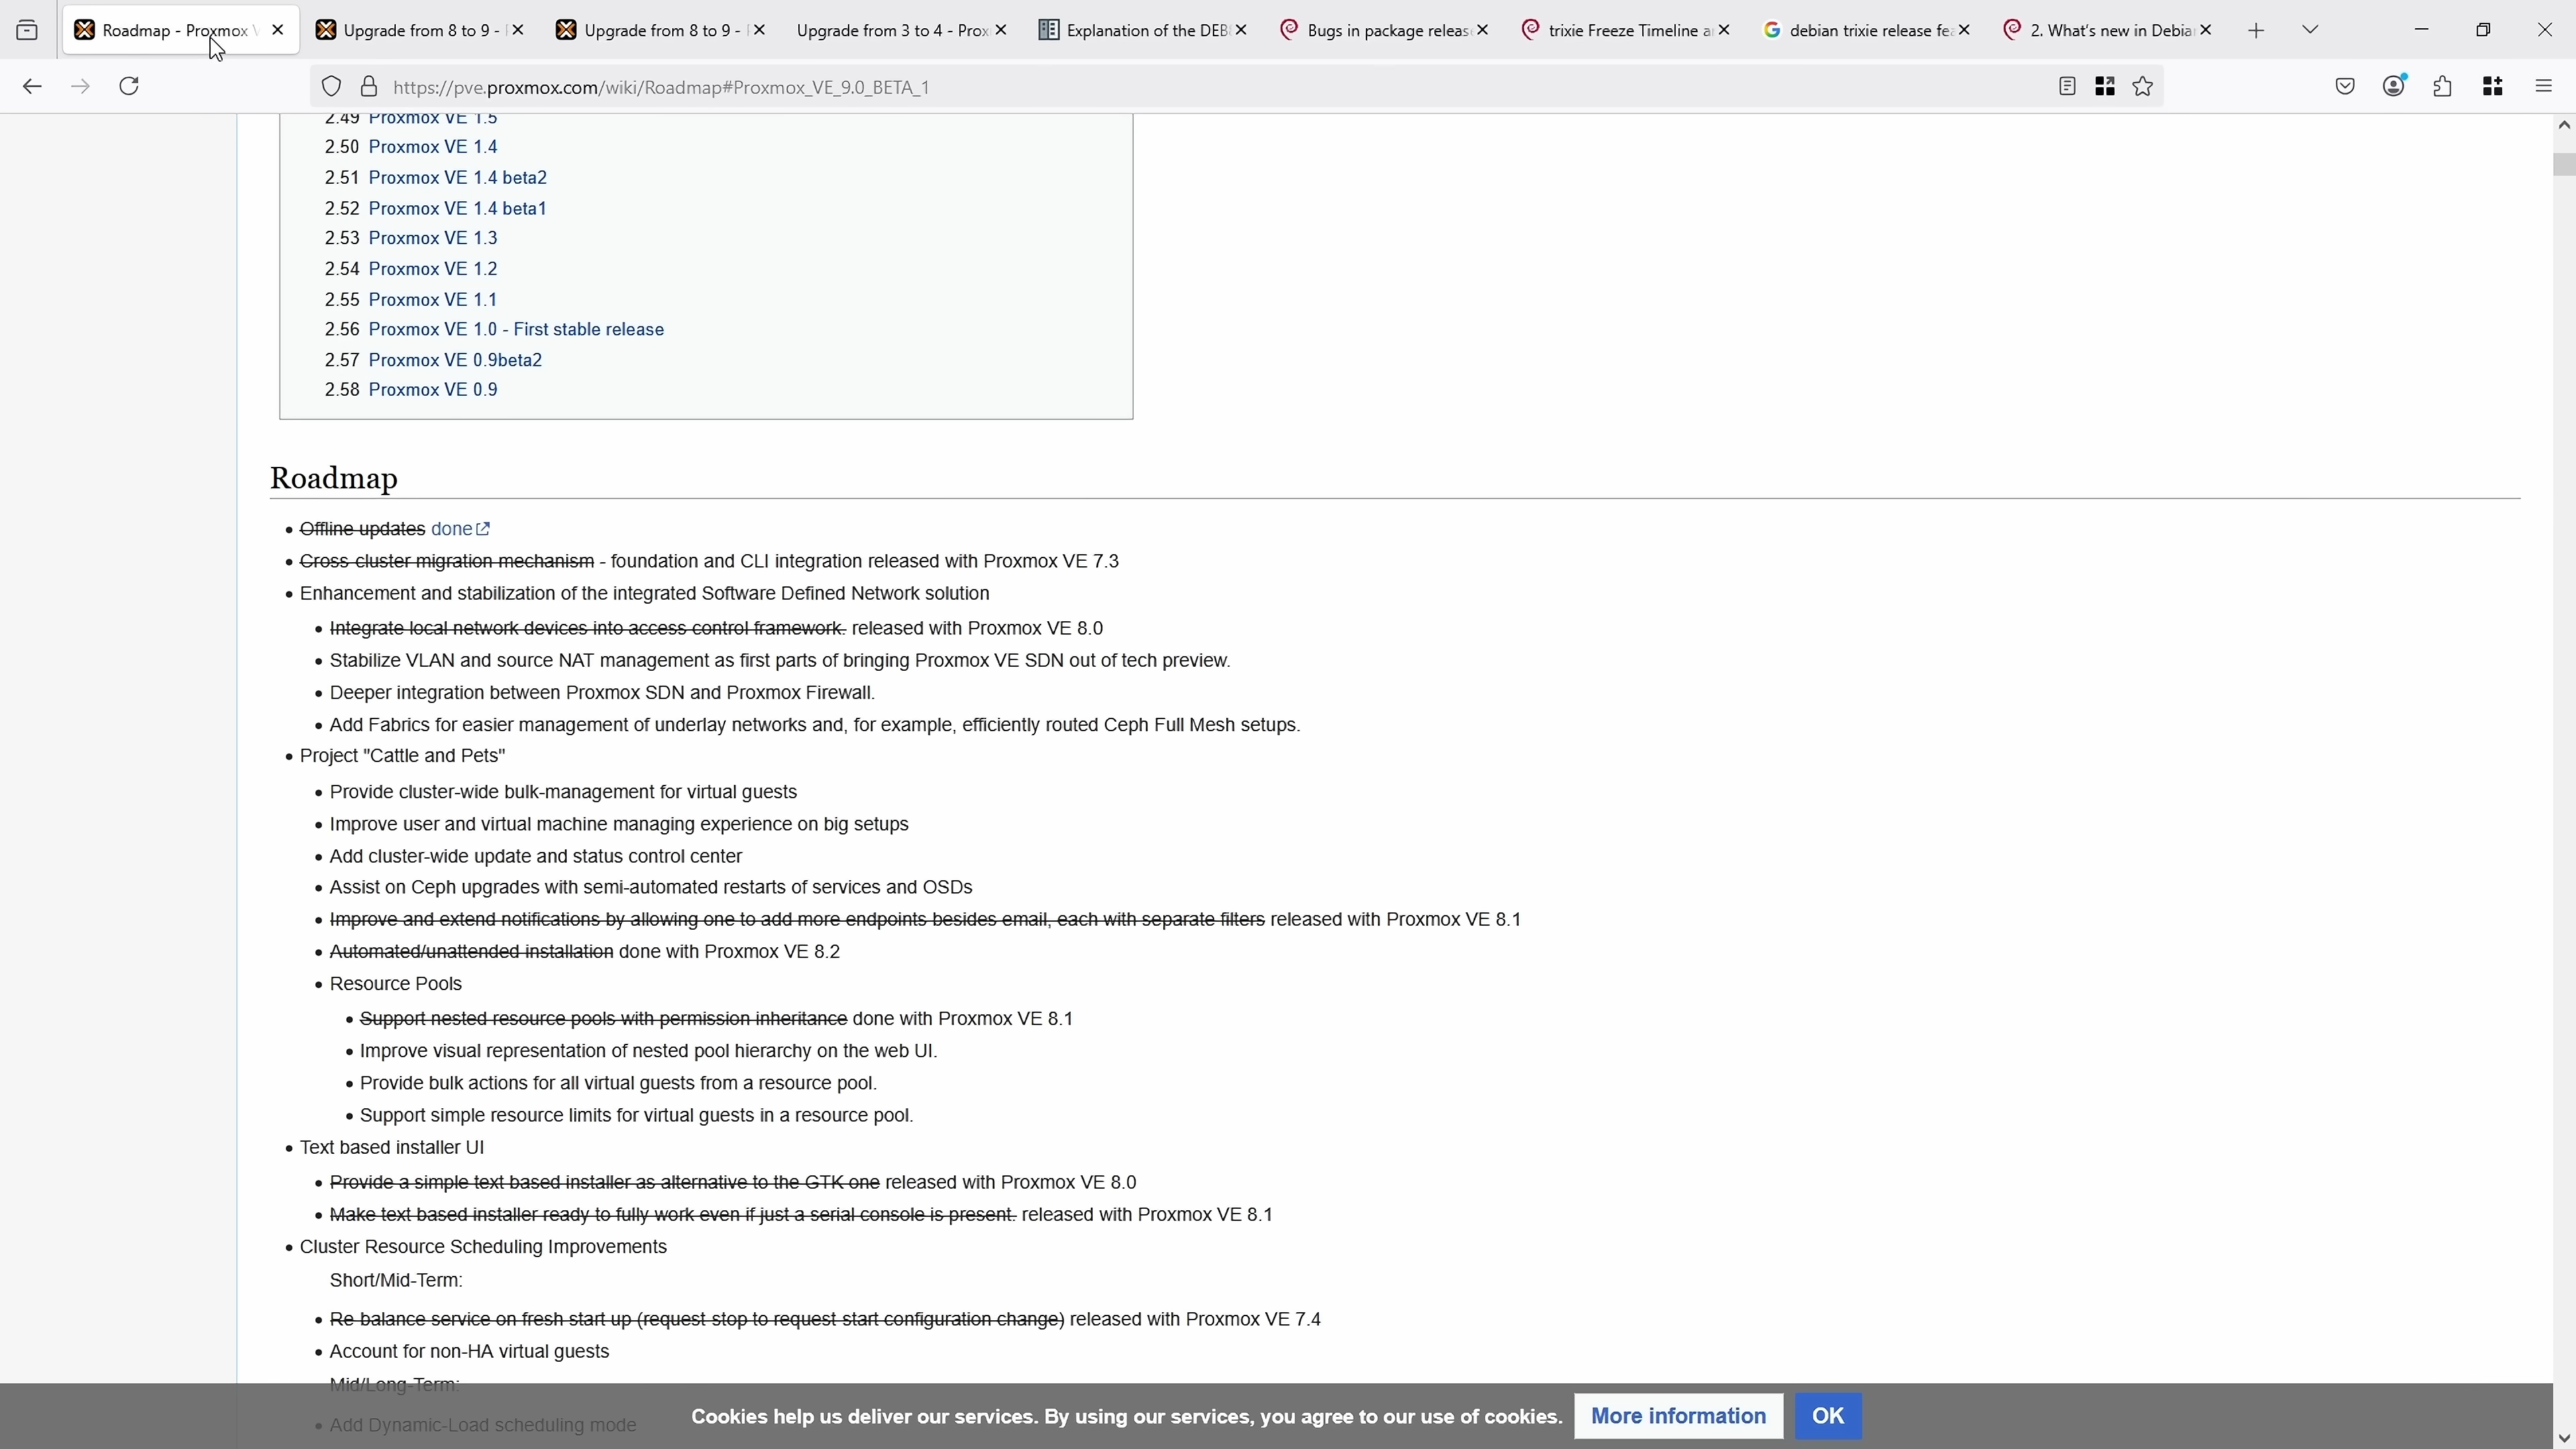 Roadmap - Proxmox V
Upgrade from 8 to 9 -
Upgrade from 8 to 9 -
Upgrade from 3 to 4 - Prox
Explanation of the DEB
Bugs in package releas
trixie Freeze Timeline a
debian trixie release fe
2. What's new in Debia
https://pve.proxmox.com/wiki/Roadmap#Proxmox_VE_9.0_BETA_1
2.49 Proxmox VE 1.5
2.50 Proxmox VE 1.4
2.51 Proxmox VE 1.4 beta2
2.52 Proxmox VE 1.4 beta1
2.53 Proxmox VE 1.3
2.54 Proxmox VE 1.2
2.55 Proxmox VE 1.1
2.56 Proxmox VE 1.0 - First stable release
2.57 Proxmox VE 0.9beta2
2.58 Proxmox VE 0.9
Roadmap
• Offline updates done
• Cross cluster migration mechanism - foundation and CLI integration released with Proxmox VE 7.3
• Enhancement and stabilization of the integrated Software Defined Network solution
• Integrate local network devices into access control framework. released with Proxmox VE 8.0
• Stabilize VLAN and source NAT management as first parts of bringing Proxmox VE SDN out of tech preview.
• Deeper integration between Proxmox SDN and Proxmox Firewall.
• Add Fabrics for easier management of underlay networks and, for example, efficiently routed Ceph Full Mesh setups.
• Project "Cattle and Pets"
• Provide cluster-wide bulk-management for virtual guests
• Improve user and virtual machine managing experience on big setups
• Add cluster-wide update and status control center
• Assist on Ceph upgrades with semi-automated restarts of services and OSDs
• Improve and extend notifications by allowing one to add more endpoints besides email, each with separate filters released with Proxmox VE 8.1
• Automated/unattended installation done with Proxmox VE 8.2
• Resource Pools
• Support nested resource pools with permission inheritance done with Proxmox VE 8.1
• Improve visual representation of nested pool hierarchy on the web UI.
• Provide bulk actions for all virtual guests from a resource pool.
• Support simple resource limits for virtual guests in a resource pool.
• Text based installer UI
• Provide a simple text based installer as alternative to the GTK one released with Proxmox VE 8.0
• Make text based installer ready to fully work even if just a serial console is present. released with Proxmox VE 8.1
• Cluster Resource Scheduling Improvements
Short/Mid-Term:
• Re-balance service on fresh start up (request-stop to request-start configuration change) released with Proxmox VE 7.4
• Account for non-HA virtual guests
Mid/Long-Term:
• Add Dynamic-Load scheduling mode
Cookies help us deliver our services. By using our services, you agree to our use of cookies. More information OK